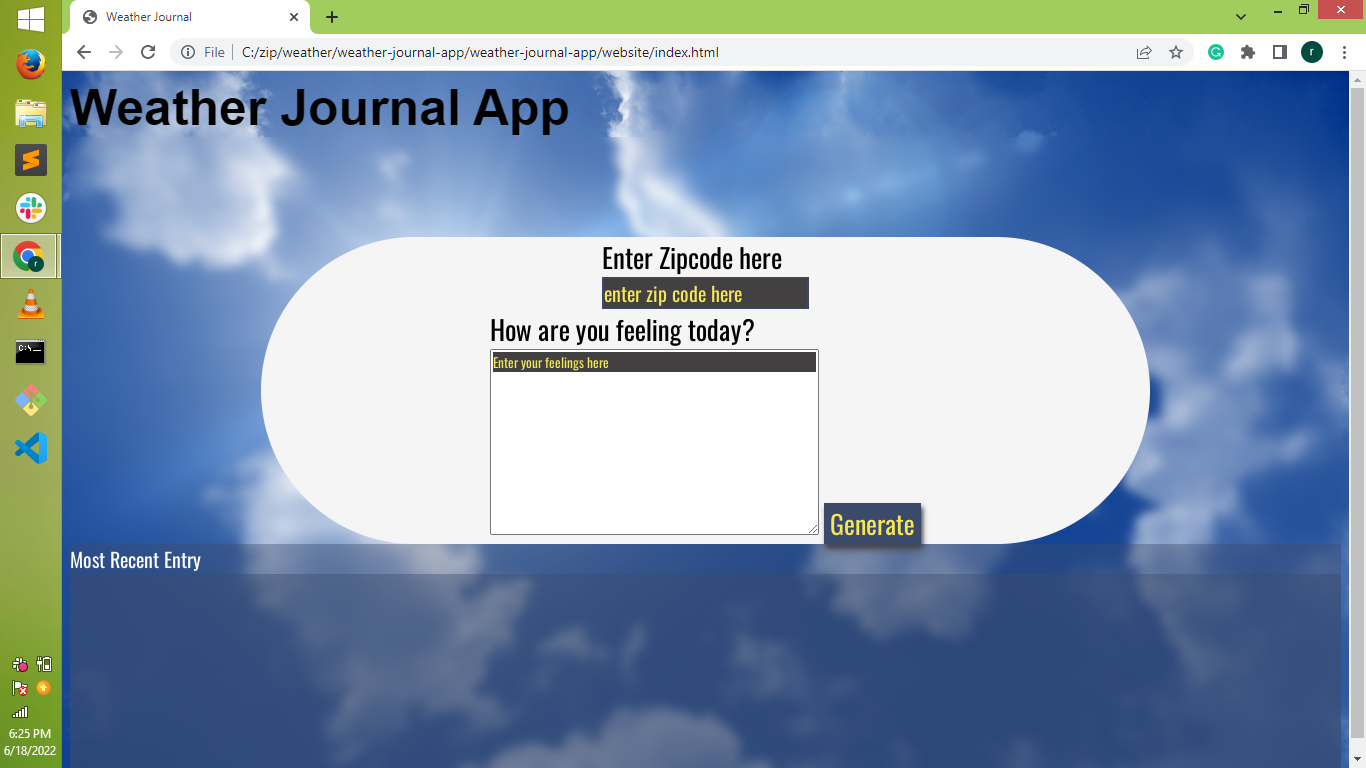 Weather Journal
File
C:/zip/weather/weather-journal-app/weather-journal-app/website/index.html
r
Weather Journal App
Enter Zipcode here
enter zip code here
How are you feeling today?
Enter your feelings here
Generate
Most Recent Entry
r
C:\
6:25 PM
6/18/2022